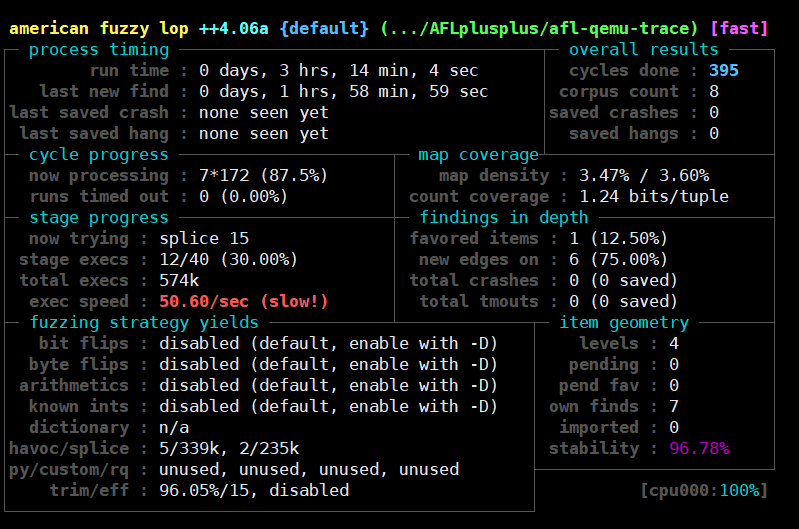 american fuzzy lop ++4.06a {default} (.../AFLplusplus/afl-qemu-trace) [fast]
process timing overall results
run time : 0 days, 3 hrs, 14 min, 4 sec cycles done : 395
last new find : 0 days, 1 hrs, 58 min, 59 sec corpus count : 8
last saved crash : none seen yet saved crashes : 0
last saved hang : none seen yet saved hangs : 0
cycle progress map coverage
now processing : 7*172 (87.5%) map density : 3.47% / 3.60%
runs timed out : 0 (0.00%) count coverage : 1.24 bits/tuple
stage progress findings in depth
now trying : splice 15 favored items : 1 (12.50%)
stage execs : 12/40 (30.00%) new edges on : 6 (75.00%)
total execs : 574k total crashes : 0 (0 saved)
exec speed : 50.60/sec (slow!) total tmouts : 0 (0 saved)
fuzzing strategy yields item geometry
bit flips : disabled (default, enable with -D) levels : 4
byte flips : disabled (default, enable with -D) pending : 0
arithmetics : disabled (default, enable with -D) pend fav : 0
known ints : disabled (default, enable with -D) own finds : 7
dictionary : n/a imported : 0
havoc/splice : 5/339k, 2/235k stability : 96.78%
py/custom/rq : unused, unused, unused, unused
trim/eff : 96.05%/15, disabled [cpu000:100%]